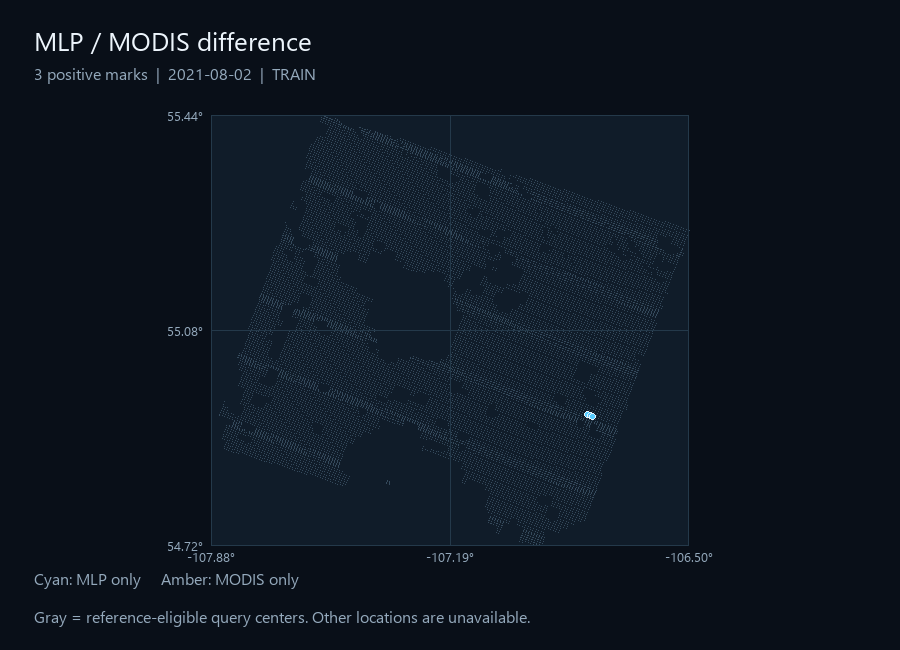 MLP / MODIS difference
3 positive marks | 2021-08-02 | TRAIN
55.44°
55.08°
54.72°
-107.88° -107.19° -106.50°
Cyan: MLP only Amber: MODIS only
Gray = reference-eligible query centers. Other locations are unavailable.